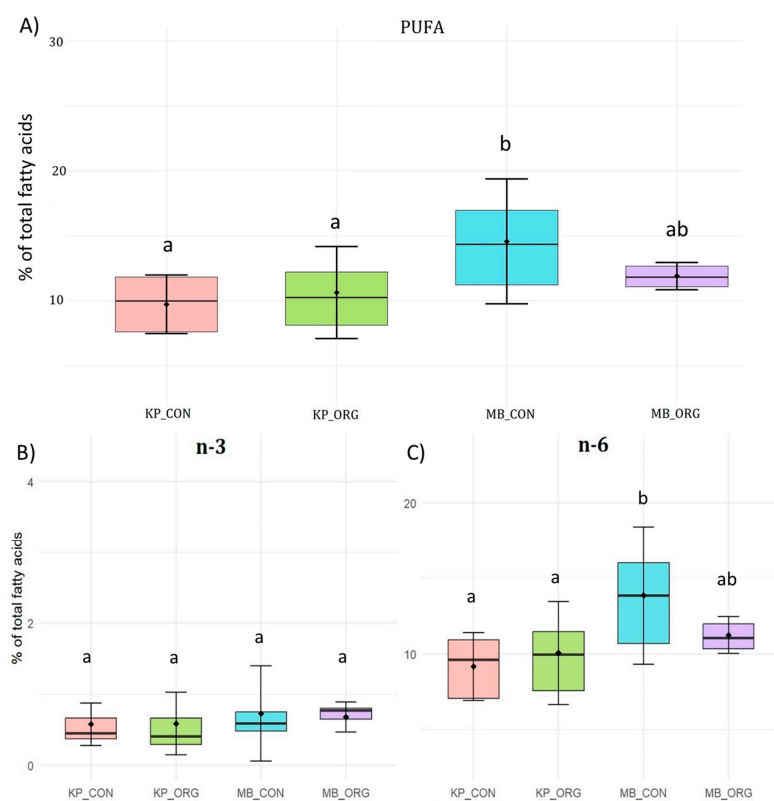 A)
PUFA
% of total fatty acids
30
20
10
a
a
b
ab
KP_CON
KP_ORG
MB_CON
MB_ORG
B)
n-3
% of total fatty acids
4
2
0
a
a
a
a
KP_CON
KP_ORG
MB_CON
MB_ORG
C)
n-6
20
10
a
a
b
ab
KP_CON
KP_ORG
MB_CON
MB_ORG